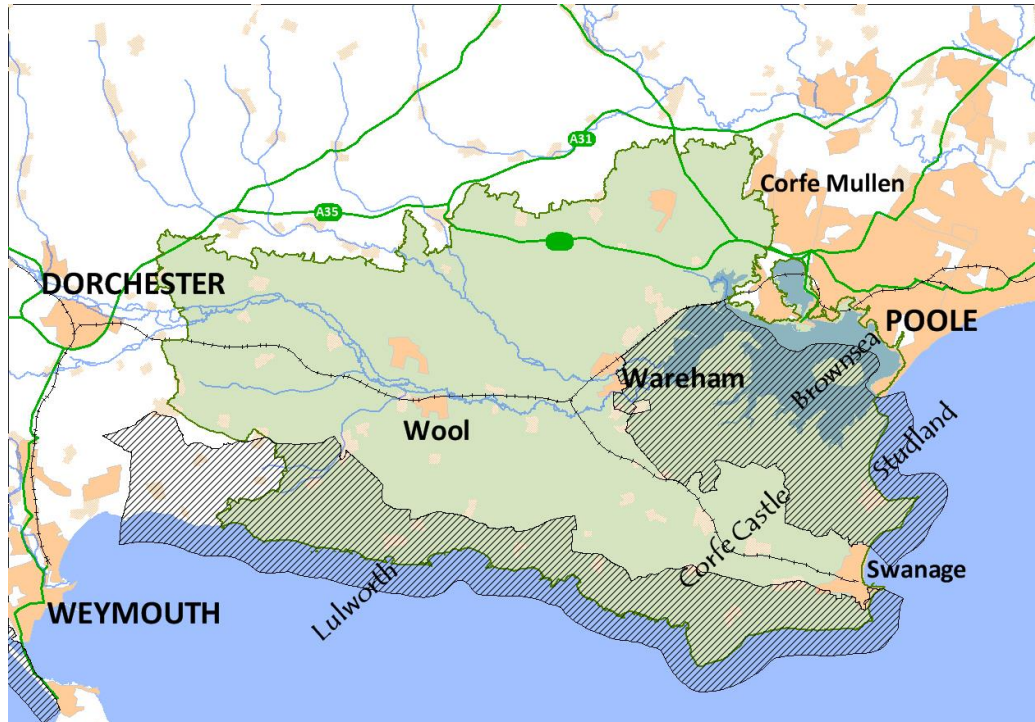 A31
Corfe Mullen
A35
DORCHESTER
POOLE
Brownsea
Wareham
Wool
Studland
Corfe Castle
Swanage
Lulworth
WEYMOUTH